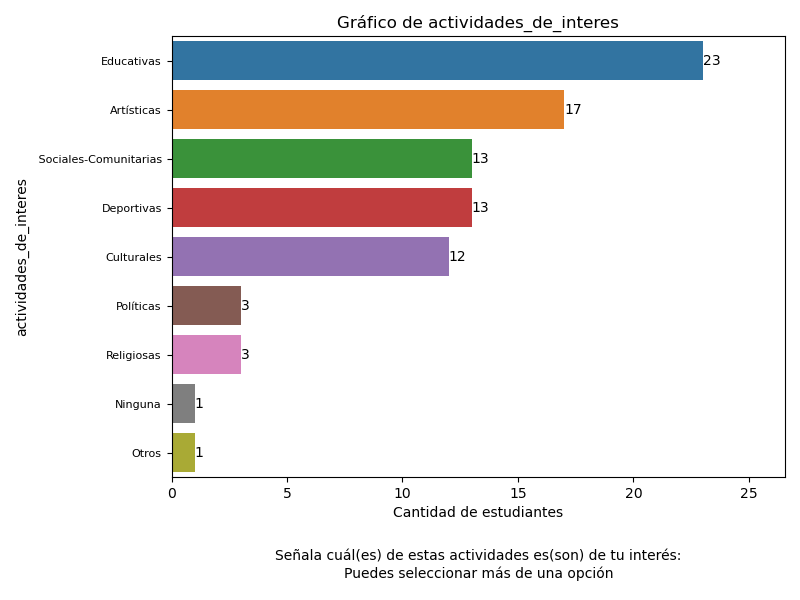 Gráfico de actividades_de_interes
Educativas
23
Artísticas
17
Sociales-Comunitarias
13
Deportivas
13
Culturales
12
Políticas
3
Religiosas
3
Ninguna
1
Otros
1
actividades_de_interes
0 5 10 15 20 25
Cantidad de estudiantes
Señala cuál(es) de estas actividades es(son) de tu interés:
Puedes seleccionar más de una opción